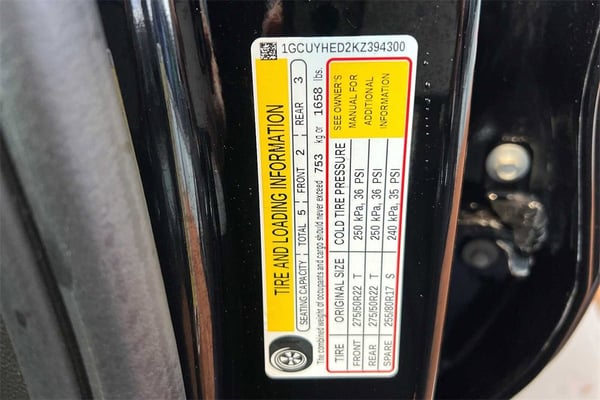 1GCUYHED2KZ394300
TIRE AND LOADING INFORMATION
SEATING CAPACITY TOTAL 5 FRONT 2 REAR 3
The combined weight of occupants and cargo should never exceed 753 kg or 1658 lbs.
TIRE ORIGINAL SIZE COLD TIRE PRESSURE
FRONT 275/50R22 T 250 kPa, 36 PSI
REAR 275/50R22 T 250 kPa, 36 PSI
SPARE 255/80R17 S 240 kPa, 35 PSI
SEE OWNER'S
MANUAL FOR
ADDITIONAL
INFORMATION